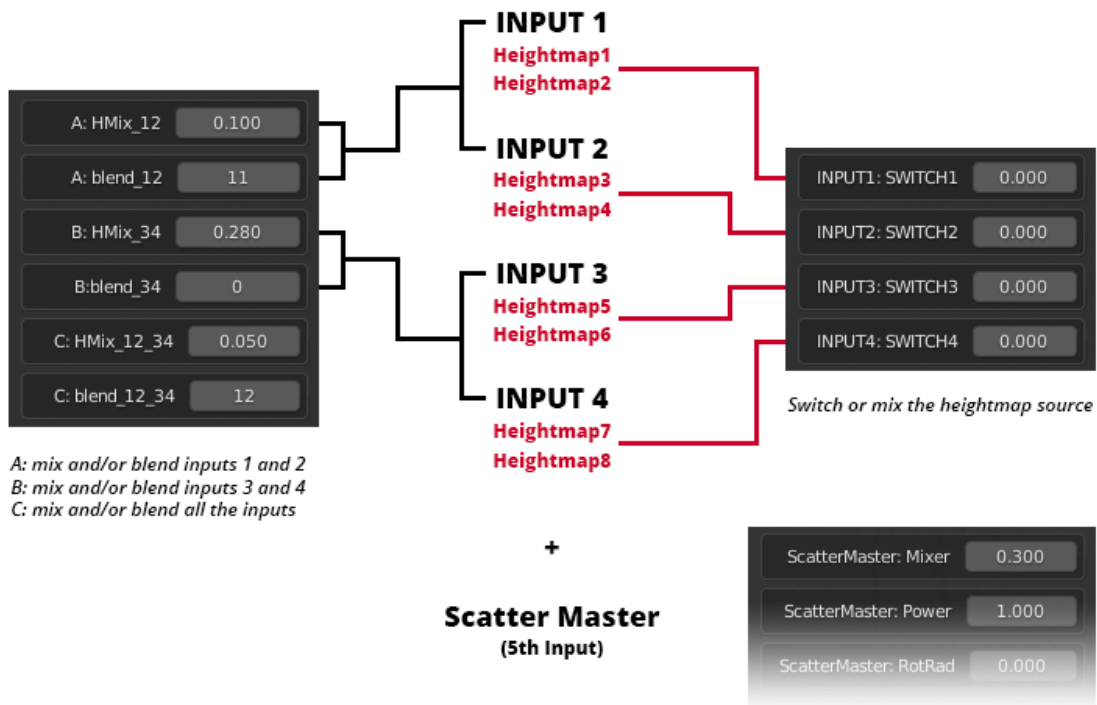 INPUT 1
Heightmap1
Heightmap2
A: HMix_12 0.100
A: blend_12 11
B: HMix_34 0.280
B:blend_34 0
C: HMix_12_34 0.050
C: blend_12_34 12
A: mix and/or blend inputs 1 and 2
B: mix and/or blend inputs 3 and 4
C: mix and/or blend all the inputs
INPUT 2
Heightmap3
Heightmap4
INPUT 3
Heightmap5
Heightmap6
INPUT 4
Heightmap7
Heightmap8
INPUT1: SWITCH1 0.000
INPUT2: SWITCH2 0.000
INPUT3: SWITCH3 0.000
INPUT4: SWITCH4 0.000
Switch or mix the heightmap source
+
Scatter Master
(5th Input)
ScatterMaster: Mixer 0.300
ScatterMaster: Power 1.000
ScatterMaster: RotRad 0.000